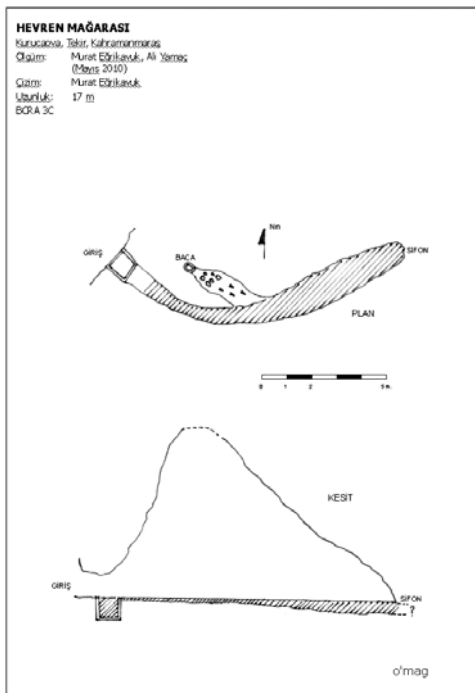 HEVREN MAĞARASI
Kurucaova, Tekir, Kahramanmaraş
Ölçüm: Murat Eğrikavuk, Ali Yamaç
(Mayıs 2010)
Çizim: Murat Eğrikavuk
Uzunluk: 17 m
BCRA 3C
Nm
GİRİŞ
BACA
SİFON
PLAN
0 1 2 5 m.
KESİT
GİRİŞ
SİFON
?
o'mag